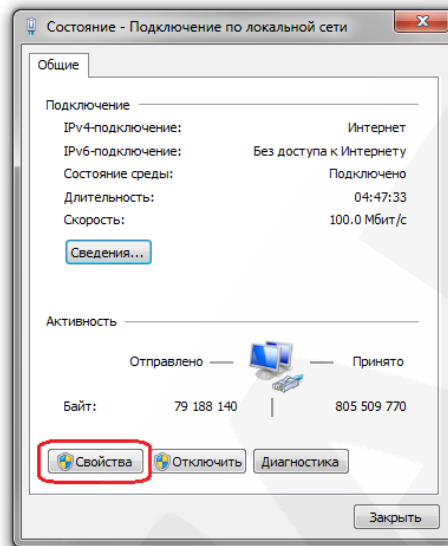 Состояние - Подключение по локальной сети
Общие
Подключение
IPv4-подключение: Интернет
IPv6-подключение: Без доступа к Интернету
Состояние среды: Подключено
Длительность: 04:47:33
Скорость: 100.0 Мбит/с
Сведения...
Активность
Отправлено — — Принято
Байт: 79 188 140 | 805 509 770
Свойства Отключить Диагностика
Закрыть